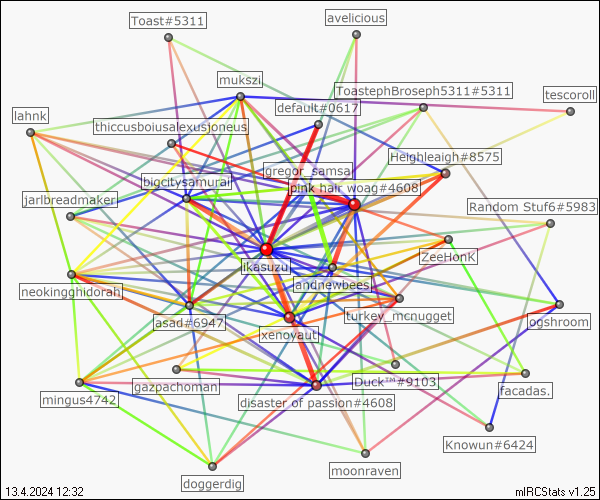 Toast#5311
avelicious
mukszi
ToastephBroseph5311#5311
tescoroll
default#0617
lahnk
thiccusboiusalexusjoneus
Heighleaigh#8575
gregor_samsa
bigcitysamurai
pink hair woag#4608
jarlbreadmaker
Random Stuf6#5983
ZeeHonK
ikasuzu
andnewbees
neokingghidorah
turkey_mcnugget
asad#6947
ogshroom
xenoyaut
gazpachoman
Duck™#9103
facadas.
mingus4742
disaster of passion#4608
Knowun#6424
moonraven
doggerdig
13.4.2024 12:32
mIRCStats v1.25